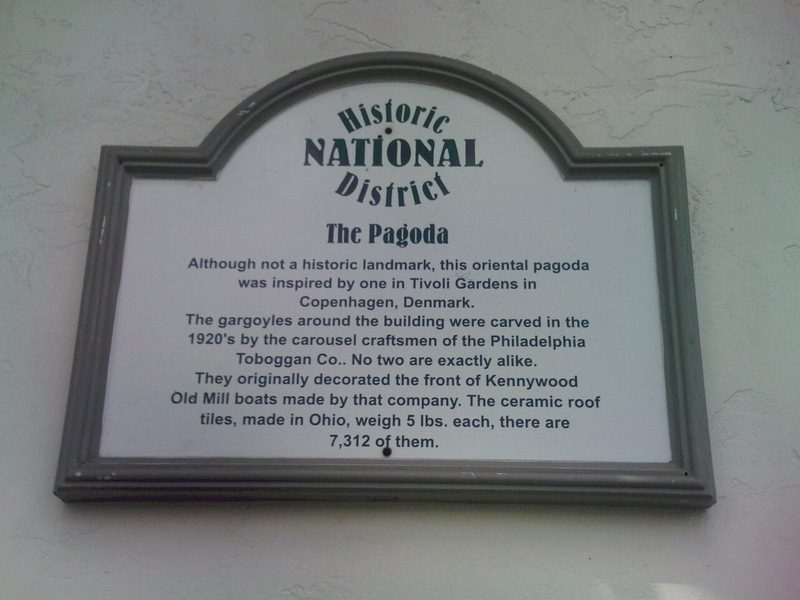 Historic
NATIONAL
District
The Pagoda
Although not a historic landmark, this oriental pagoda
was inspired by one in Tivoli Gardens in
Copenhagen, Denmark.
The gargoyles around the building were carved in the
1920's by the carousel craftsmen of the Philadelphia
Toboggan Co.. No two are exactly alike.
They originally decorated the front of Kennywood
Old Mill boats made by that company. The ceramic roof
tiles, made in Ohio, weigh 5 lbs. each, there are
7,312 of them.